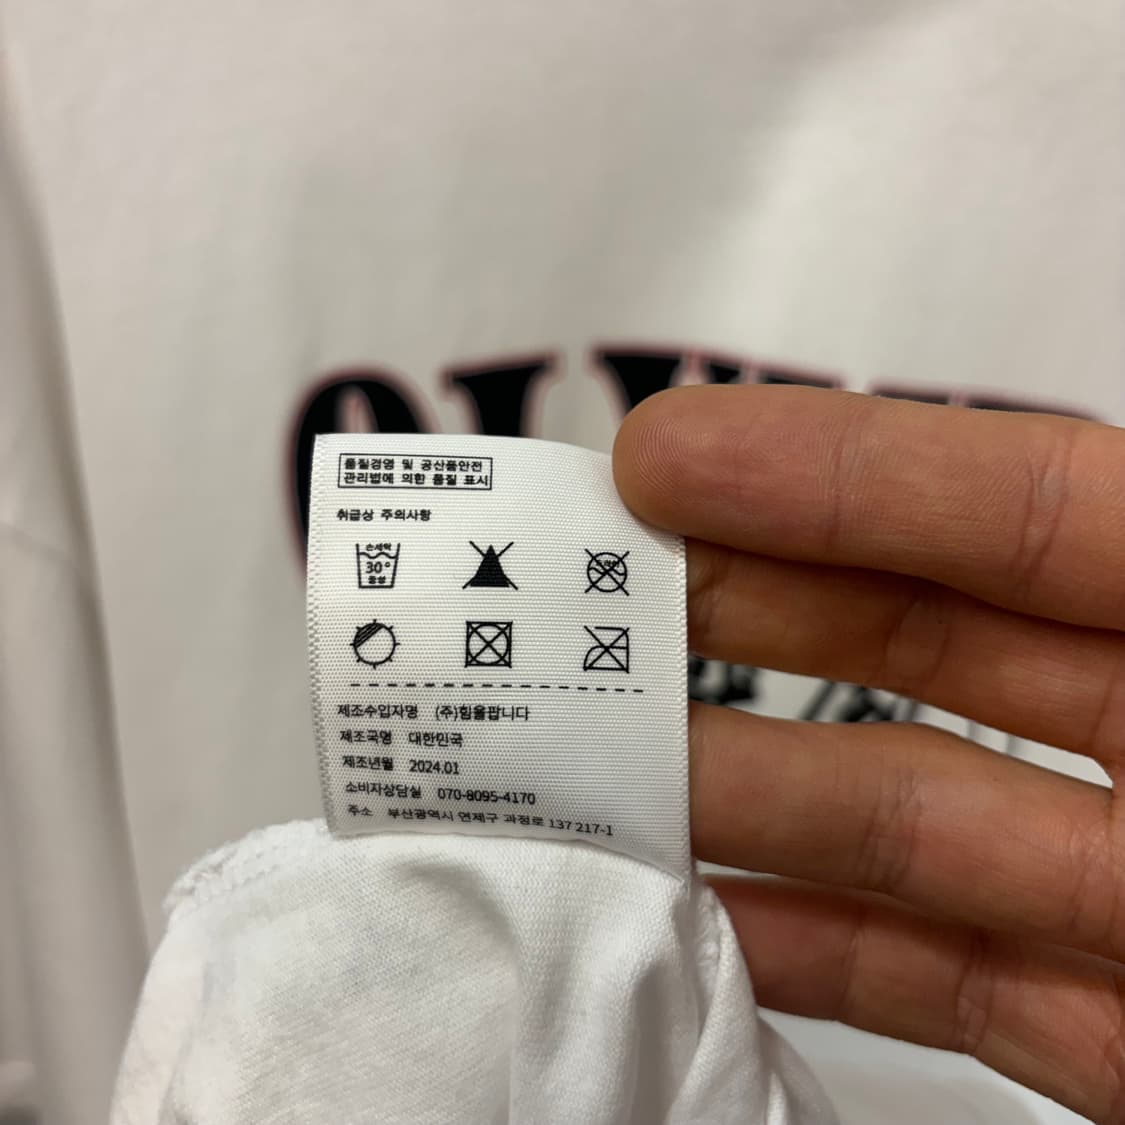 품질경영 및 공산품안전
관리법에 의한 품질 표시
취급상 주의사항
손세탁
30°
중성
제조수입자명 (주)힘을팝니다
제조국명 대한민국
제조년월 2024.01
소비자상담실 070-8095-4170
주소 부산광역시 연제구 과정로 137 217-1